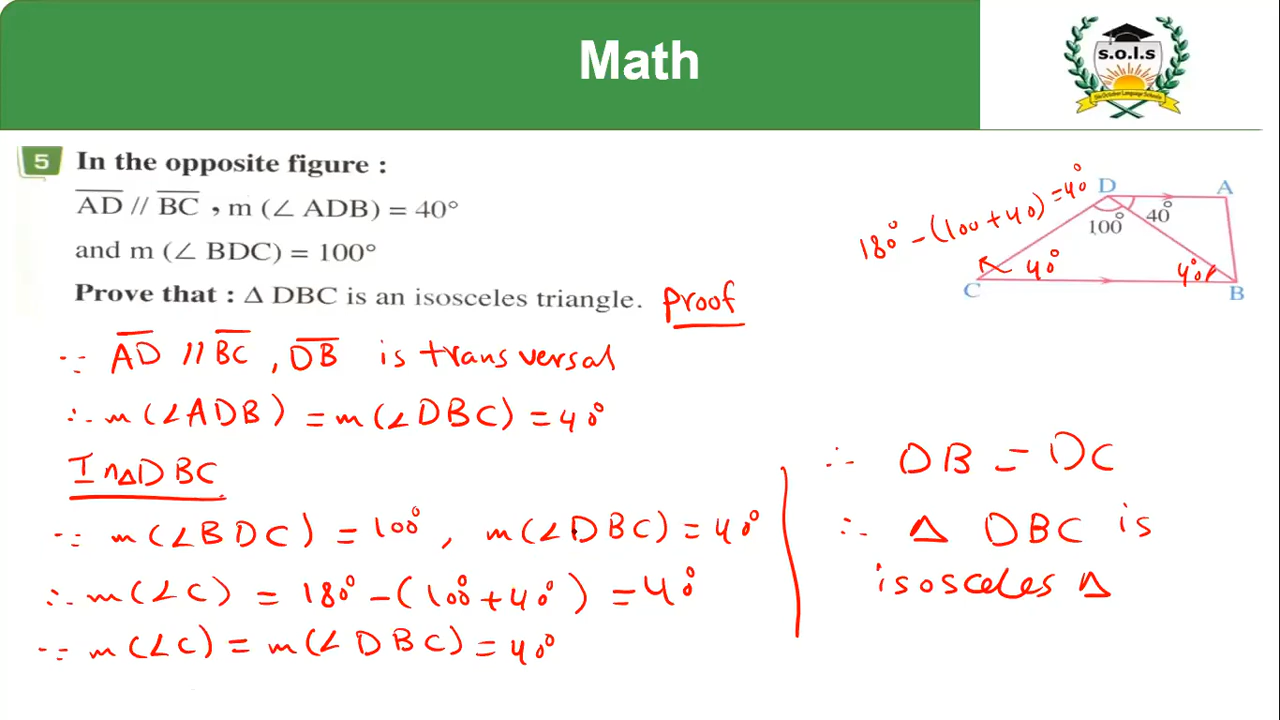 Math
s.o.l.s
5 In the opposite figure :
AD // BC , m (∠ ADB) = 40°
and m (∠ BDC) = 100°
Prove that : Δ DBC is an isosceles triangle. Proof
180° - (100 + 40) = 40°
D A
100° 40°
40° 40°
C B
∵ AD // BC , DB is transversal
∴ m (∠ADB) = m (∠DBC) = 40°
In Δ DBC
∵ m (∠BDC) = 100° , m (∠DBC) = 40°
∴ m (∠C) = 180° - (100° + 40°) = 40°
∵ m (∠C) = m (∠DBC) = 40°
∴ DB = DC
∴ Δ DBC is
isosceles Δ